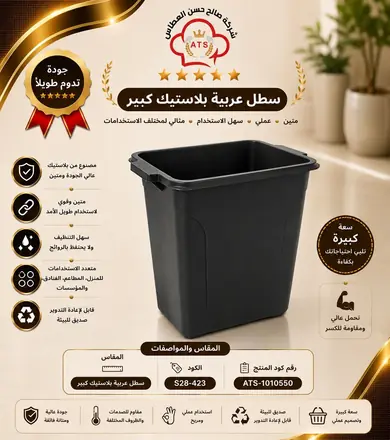 شركة صالح حسن العطاس
ATS
جودة
تدوم طويلاً
سطل عربية بلاستيك كبير
متين • عملي • سهل الاستخدام • مثالي لمختلف الاستخدامات
مصنوع من بلاستيك
عالي الجودة ومتين
متين وقوي
لاستخدام طويل الأمد
سهل التنظيف
ولا يحتفظ بالروائح
متعدد الاستخدامات
للمنزل، المطاعم، الفنادق،
والمؤسسات
قابل لإعادة التدوير
صديق للبيئة
سعة
كبيرة
تلبي احتياجاتك
بكفاءة
تحمل عالي
ومقاومة للكسر
المقاس والمواصفات
رقم كود المنتج
ATS-1010550
الكود
S28-423
المقاس
سطل عربية بلاستيك كبير
سعة كبيرة
وتصميم عملي
صديق للبيئة
قابل لإعادة التدوير
استخدام عملي
ومريح
مقاوم للصدمات
والظروف المختلفة
جودة عالية
ومتانة فائقة